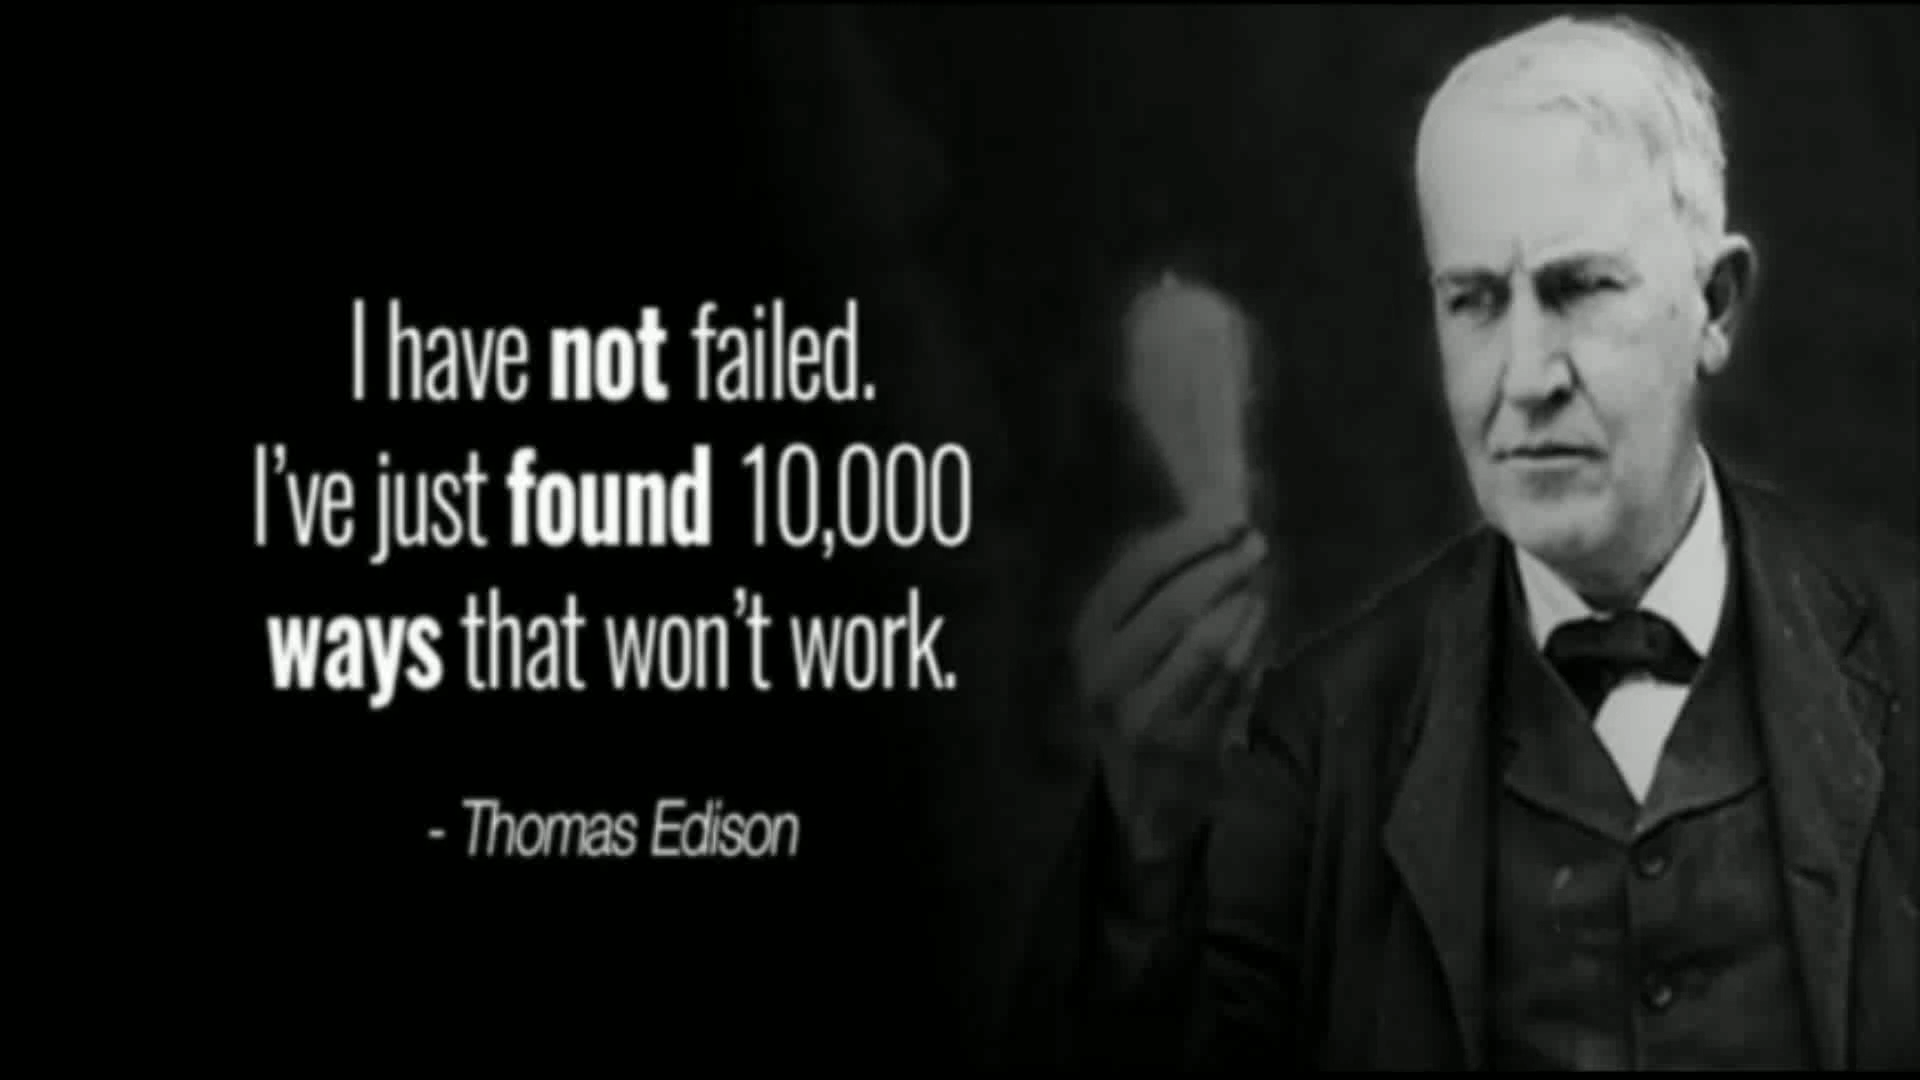 I have not failed.
I've just found 10,000
ways that won't work.
- Thomas Edison